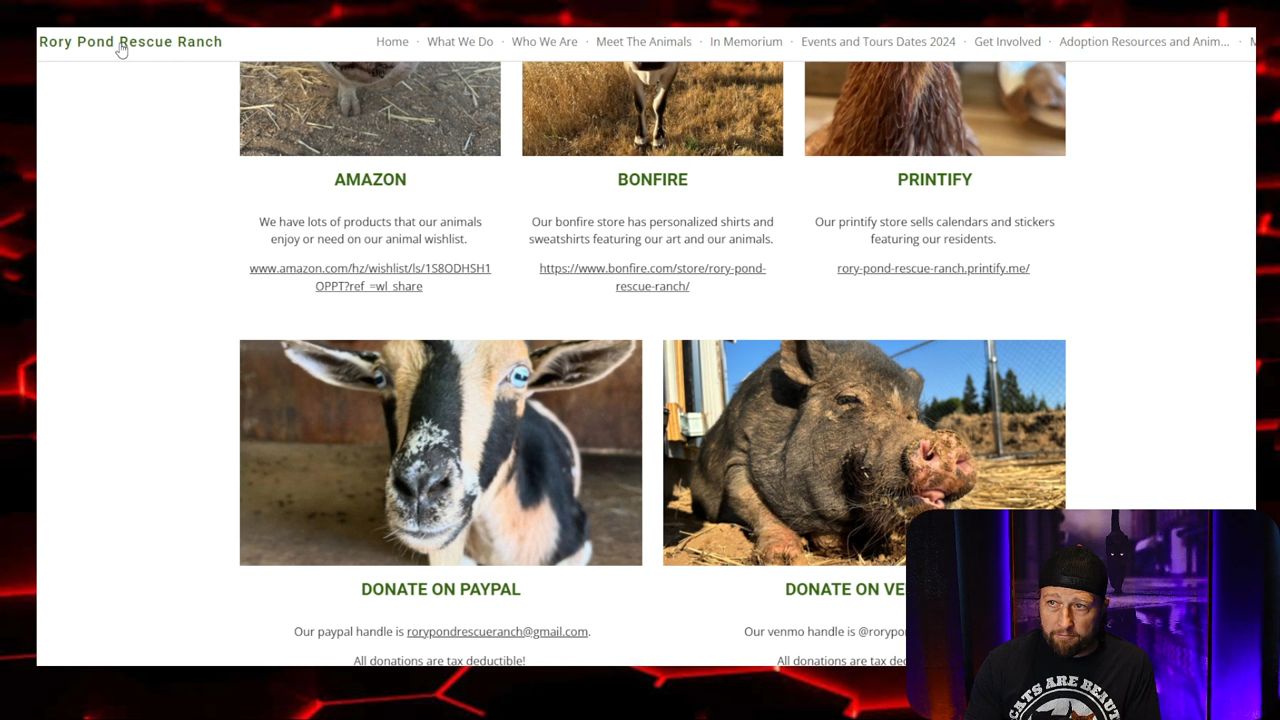 Rory Pond Rescue Ranch
Home · What We Do · Who We Are · Meet The Animals · In Memorium · Events and Tours Dates 2024 · Get Involved · Adoption Resources and Anim... ·
AMAZON
We have lots of products that our animals
enjoy or need on our animal wishlist.
www.amazon.com/hz/wishlist/ls/1S8ODHSH1
OPPT?ref_=wl_share
BONFIRE
Our bonfire store has personalized shirts and
sweatshirts featuring our art and our animals.
https://www.bonfire.com/store/rory-pond-
rescue-ranch/
PRINTIFY
Our printify store sells calendars and stickers
featuring our residents.
rory-pond-rescue-ranch.printify.me/
DONATE ON PAYPAL
Our paypal handle is rorypondrescueranch@gmail.com.
All donations are tax deductible!
DONATE ON VE
Our venmo handle is @rorypo
All donations are tax de
CATS ARE BEAU